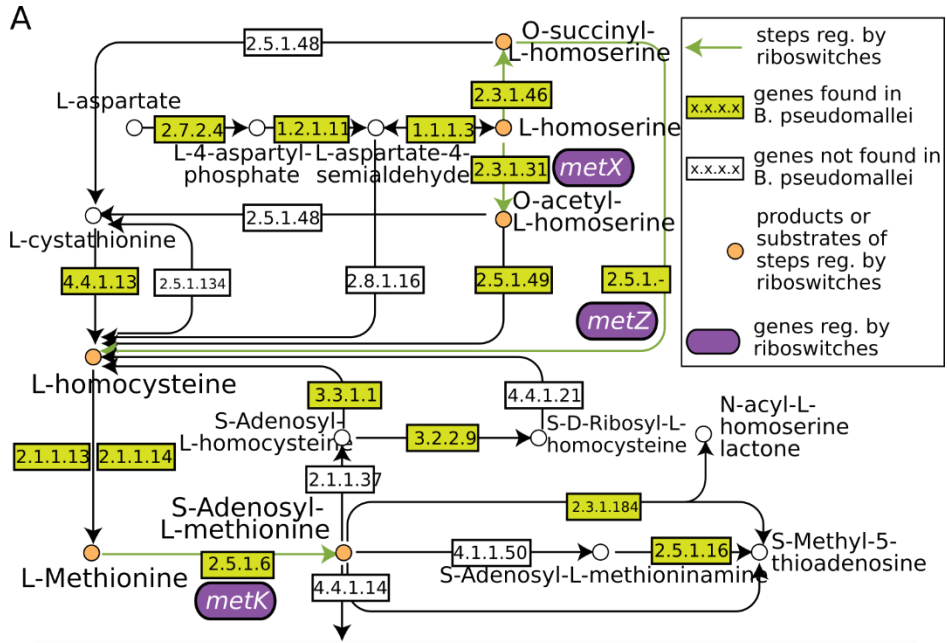 A
2.5.1.48
O-succinyl-
L-homoserine
L-aspartate
2.3.1.46
2.7.2.4
1.2.1.11
1.1.1.3
L-homoserine
L-4-aspartyl-
phosphate
L-aspartate-4-
semialdehyde
2.3.1.31
metX
O-acetyl-
L-homoserine
2.5.1.48
L-cystathionine
4.4.1.13
2.5.1.134
2.8.1.16
2.5.1.49
2.5.1.-
metZ
L-homocysteine
3.3.1.1
4.4.1.21
S-Adenosyl-
L-homocysteine
3.2.2.9
S-D-Ribosyl-L-
homocysteine
N-acyl-L-
homoserine
lactone
2.1.1.13
2.1.1.14
2.1.1.37
S-Adenosyl-
L-methionine
2.3.1.184
L-Methionine
2.5.1.6
metK
4.1.1.50
S-Adenosyl-L-methioninamine
2.5.1.16
S-Methyl-5-
thioadenosine
4.4.1.14
steps reg. by
riboswitches
x.x.x.x
genes found in
B. pseudomallei
x.x.x.x
genes not found in
B. pseudomallei
products or
substrates of
steps reg. by
riboswitches
genes reg. by
riboswitches